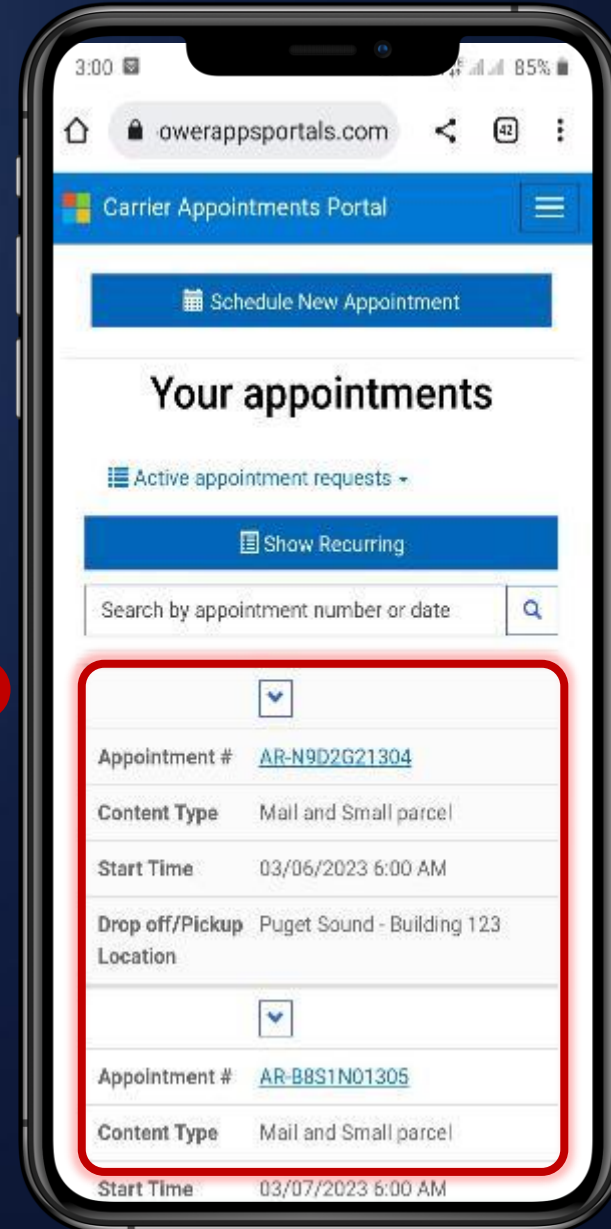 3:00 85%
owerappsportals.com 42
Carrier Appointments Portal
Schedule New Appointment
Your appointments
Active appointment requests
Show Recurring
Search by appointment number or date
Appointment # AR-N9D2G21304
Content Type Mail and Small parcel
Start Time 03/06/2023 6:00 AM
Drop off/Pickup Puget Sound - Building 123
Location
Appointment # AR-B8S1N01305
Content Type Mail and Small parcel
Start Time 03/07/2023 6:00 AM